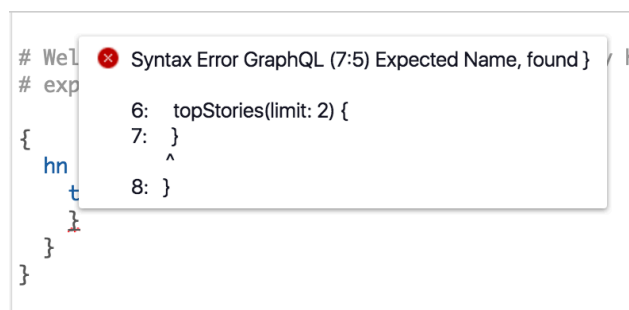 # Wel
# exp
Syntax Error GraphQL (7:5) Expected Name, found }
6: topStories(limit: 2) {
7: }
^
8: }
{
hn
t
}
}
}